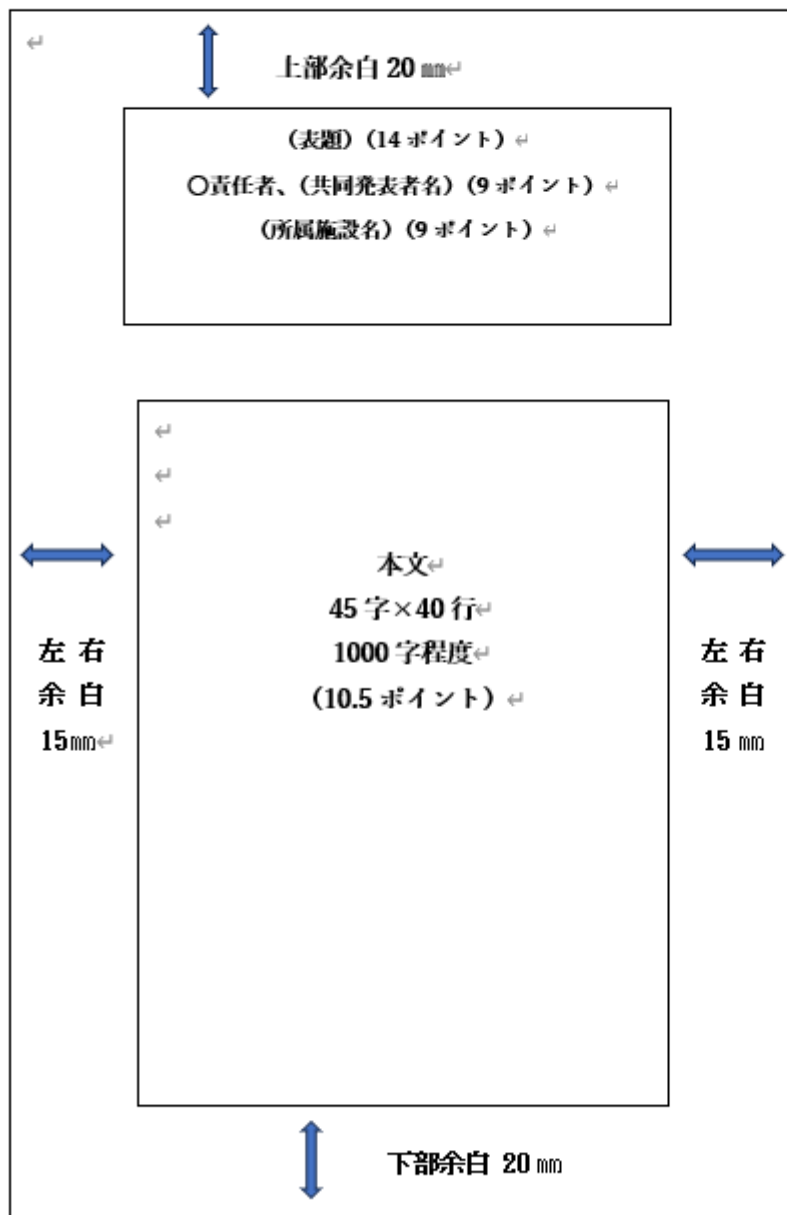 上部余白 20 ㎜
（表題）（14 ポイント）
〇責任者、（共同発表者名）（9 ポイント）
（所属施設名）（9 ポイント）
本文
45 字×40 行
1000 字程度
（10.5 ポイント）
左 右
余 白
15㎜
左 右
余 白
15 ㎜
下部余白 20 ㎜